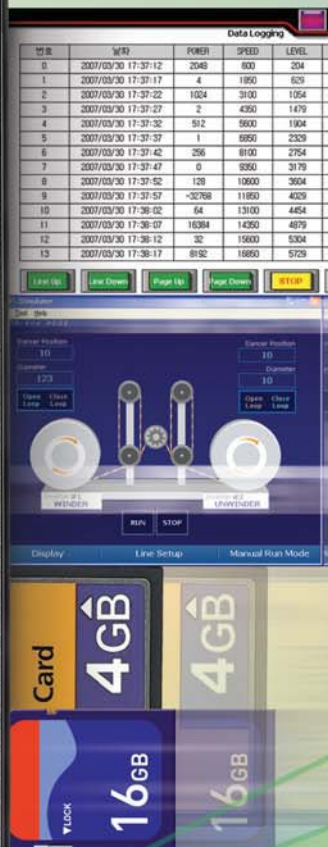 Data Logging
번호 날짜 POWER SPEED LEVEL
0 2007/03/30 17:37:12 2048 600 204
1 2007/03/30 17:37:17 4 1850 629
2 2007/03/30 17:37:22 1024 3100 1054
3 2007/03/30 17:37:27 2 4350 1479
4 2007/03/30 17:37:32 512 5600 1904
5 2007/03/30 17:37:37 1 6850 2329
6 2007/03/30 17:37:42 256 8100 2754
7 2007/03/30 17:37:47 0 9350 3179
8 2007/03/30 17:37:52 128 10600 3604
9 2007/03/30 17:37:57 -32768 11850 4029
10 2007/03/30 17:38:02 64 13100 4454
11 2007/03/30 17:38:07 16384 14350 4879
12 2007/03/30 17:38:12 32 15600 5304
13 2007/03/30 17:38:17 8192 16850 5729
Line Up Line Down Page Up Page Down STOP
Simulator
Tool Help
Dancer Position Dancer Position
10 10
Diameter Diameter
123 10
Open Loop Close Loop Open Loop Close Loop
#1 #2
WINDER UNWINDER
RUN STOP
Display Line Setup Manual Run Mode
Card
4GB 4GB
LOCK
16GB 16GB